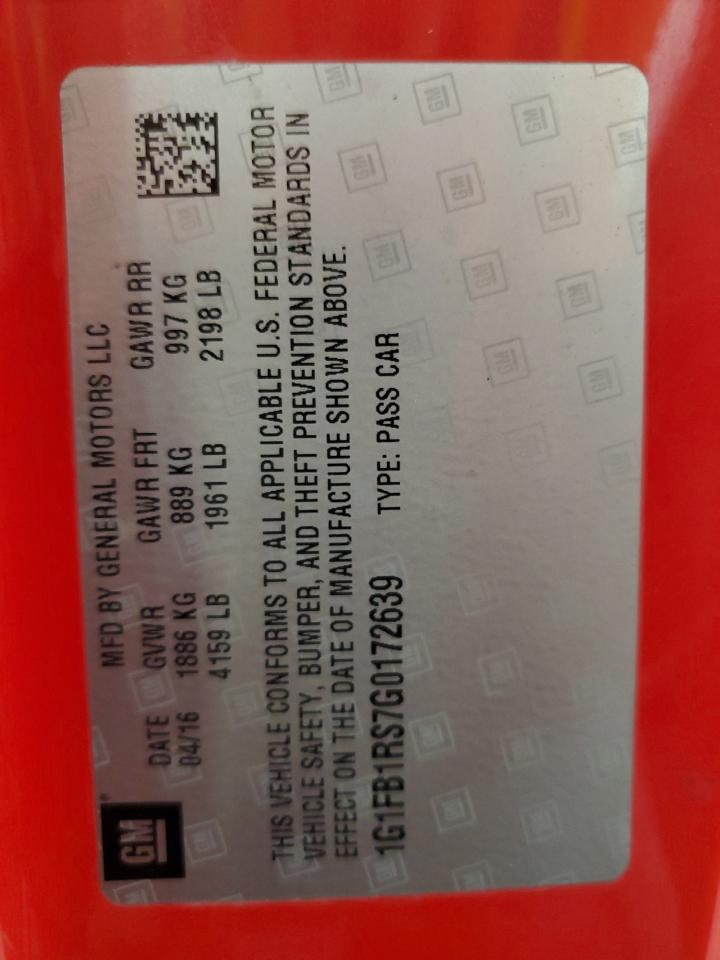 GM
MFD BY GENERAL MOTORS LLC
DATE GVWR GAWR FRT GAWR RR
04/16 1886 KG 889 KG 997 KG
4159 LB 1961 LB 2198 LB
THIS VEHICLE CONFORMS TO ALL APPLICABLE U.S. FEDERAL MOTOR
VEHICLE SAFETY, BUMPER, AND THEFT PREVENTION STANDARDS IN
EFFECT ON THE DATE OF MANUFACTURE SHOWN ABOVE.
1G1FB1RS7G0172639 TYPE: PASS CAR